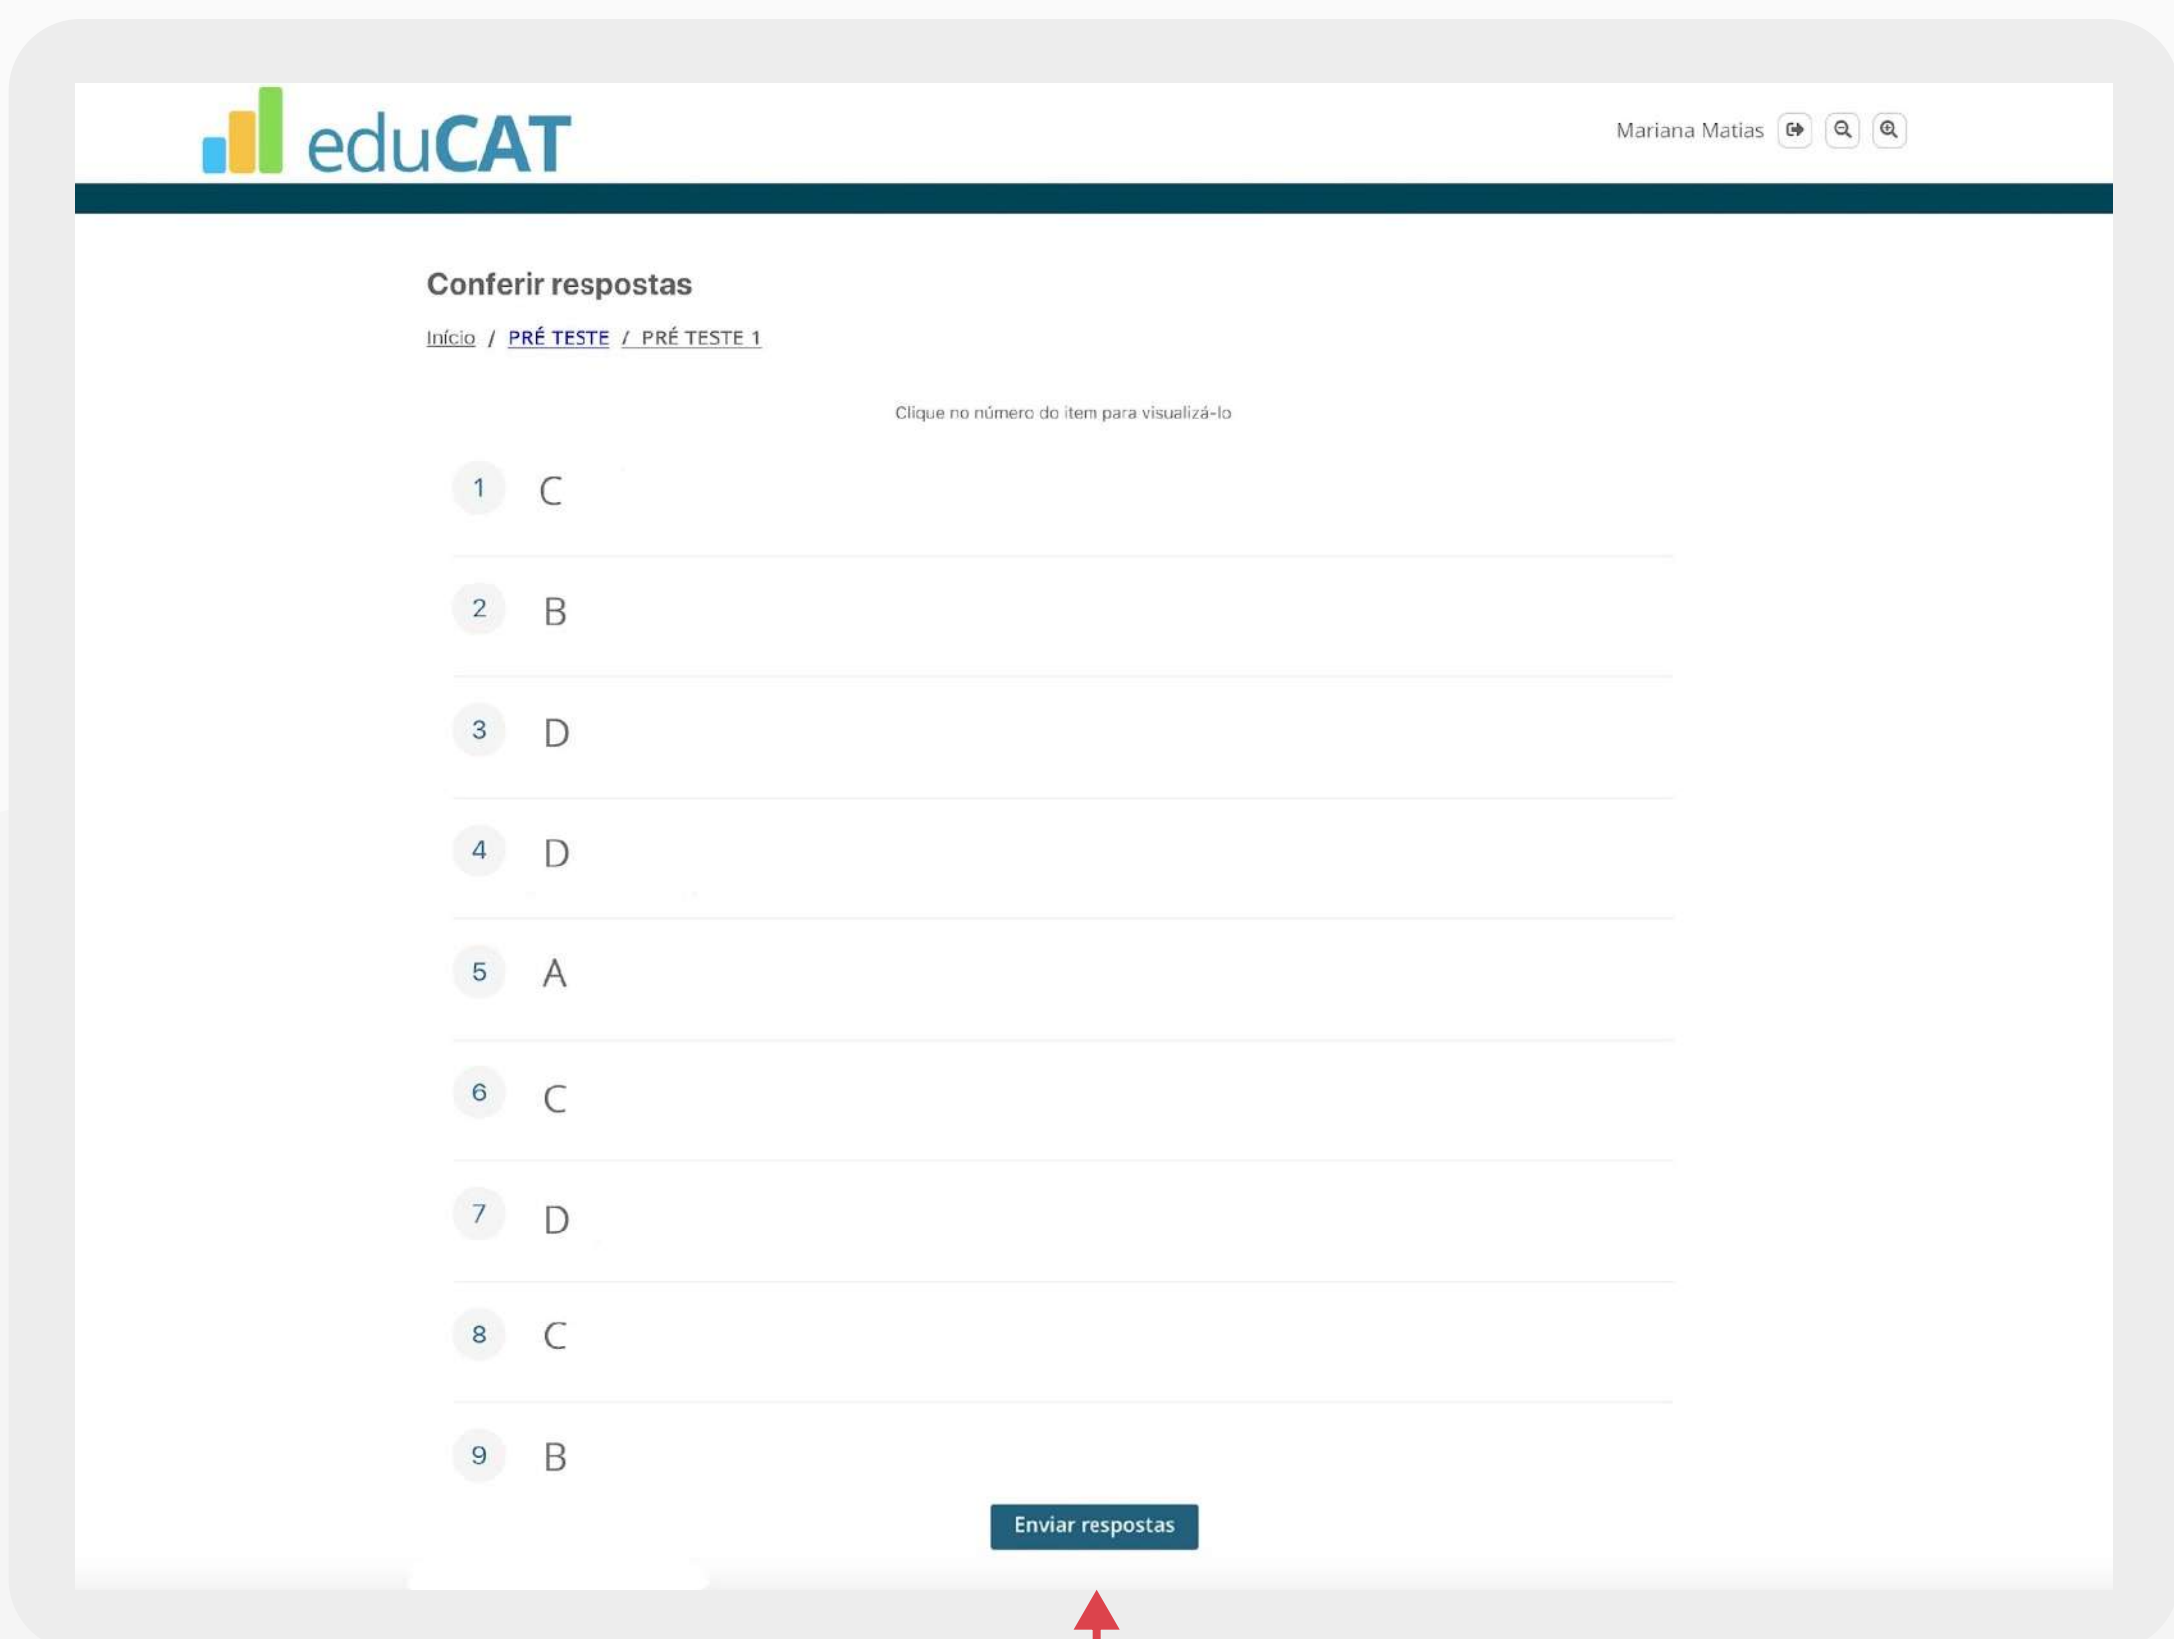 eduCAT
Mariana Matias
Conferir respostas
Início / PRÉ TESTE / PRÉ TESTE 1
Clique no número do item para visualizá-lo
1 C
2 B
3 D
4 D
5 A
6 C
7 D
8 C
9 B
Enviar respostas